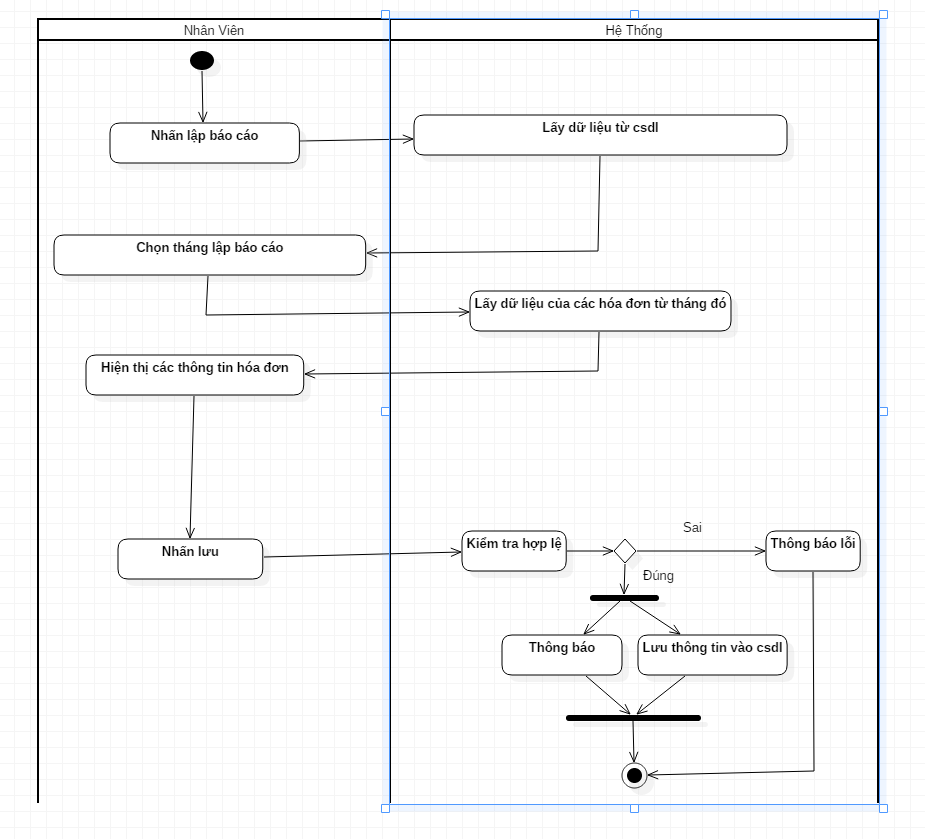 Nhân Viên
Hệ Thống
Nhấn lập báo cáo
Lấy dữ liệu từ csdl
Chọn tháng lập báo cáo
Lấy dữ liệu của các hóa đơn từ tháng đó
Hiện thị các thông tin hóa đơn
Nhấn lưu
Kiểm tra hợp lệ
Sai
Thông báo lỗi
Đúng
Thông báo
Lưu thông tin vào csdl